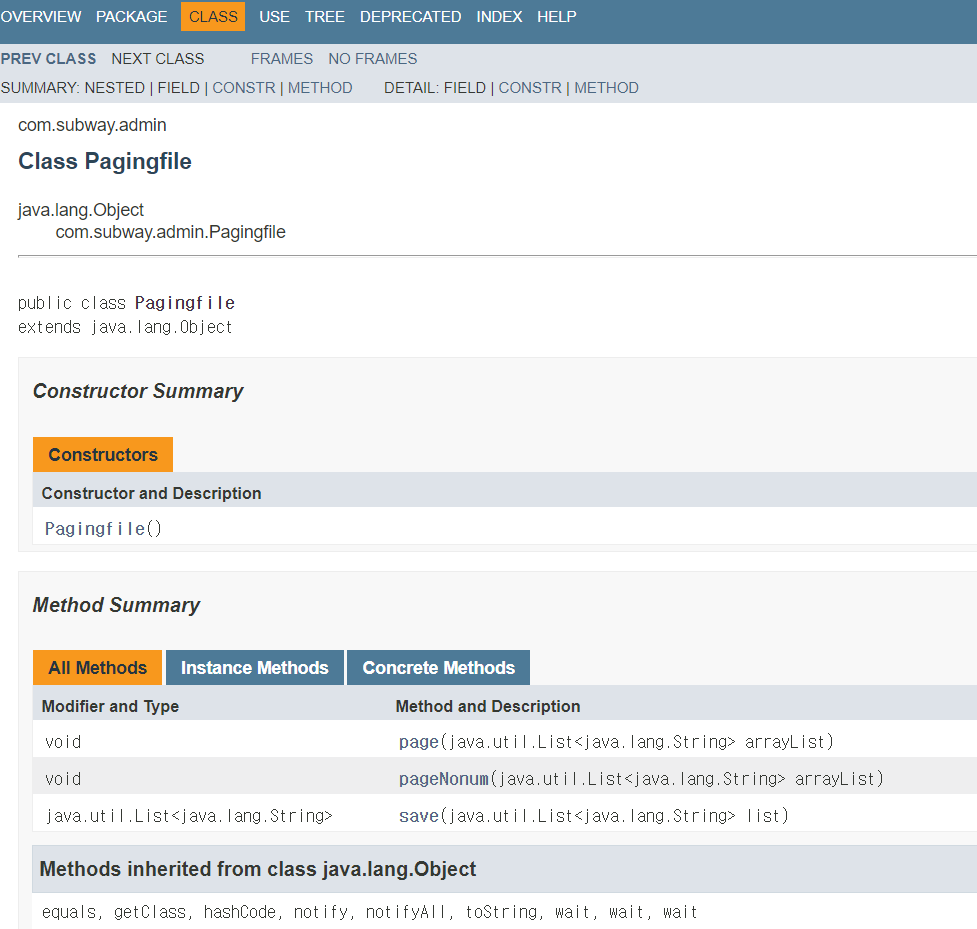 OVERVIEW PACKAGE CLASS USE TREE DEPRECATED INDEX HELP
PREV CLASS NEXT CLASS FRAMES NO FRAMES
SUMMARY: NESTED | FIELD | CONSTR | METHOD DETAIL: FIELD | CONSTR | METHOD
com.subway.admin
Class Pagingfile
java.lang.Object
com.subway.admin.Pagingfile
public class Pagingfile
extends java.lang.Object
Constructor Summary
Constructors
Constructor and Description
Pagingfile()
Method Summary
All Methods Instance Methods Concrete Methods
Modifier and Type Method and Description
void page(java.util.List<java.lang.String> arrayList)
void pageNonum(java.util.List<java.lang.String> arrayList)
java.util.List<java.lang.String> save(java.util.List<java.lang.String> list)
Methods inherited from class java.lang.Object
equals, getClass, hashCode, notify, notifyAll, toString, wait, wait, wait